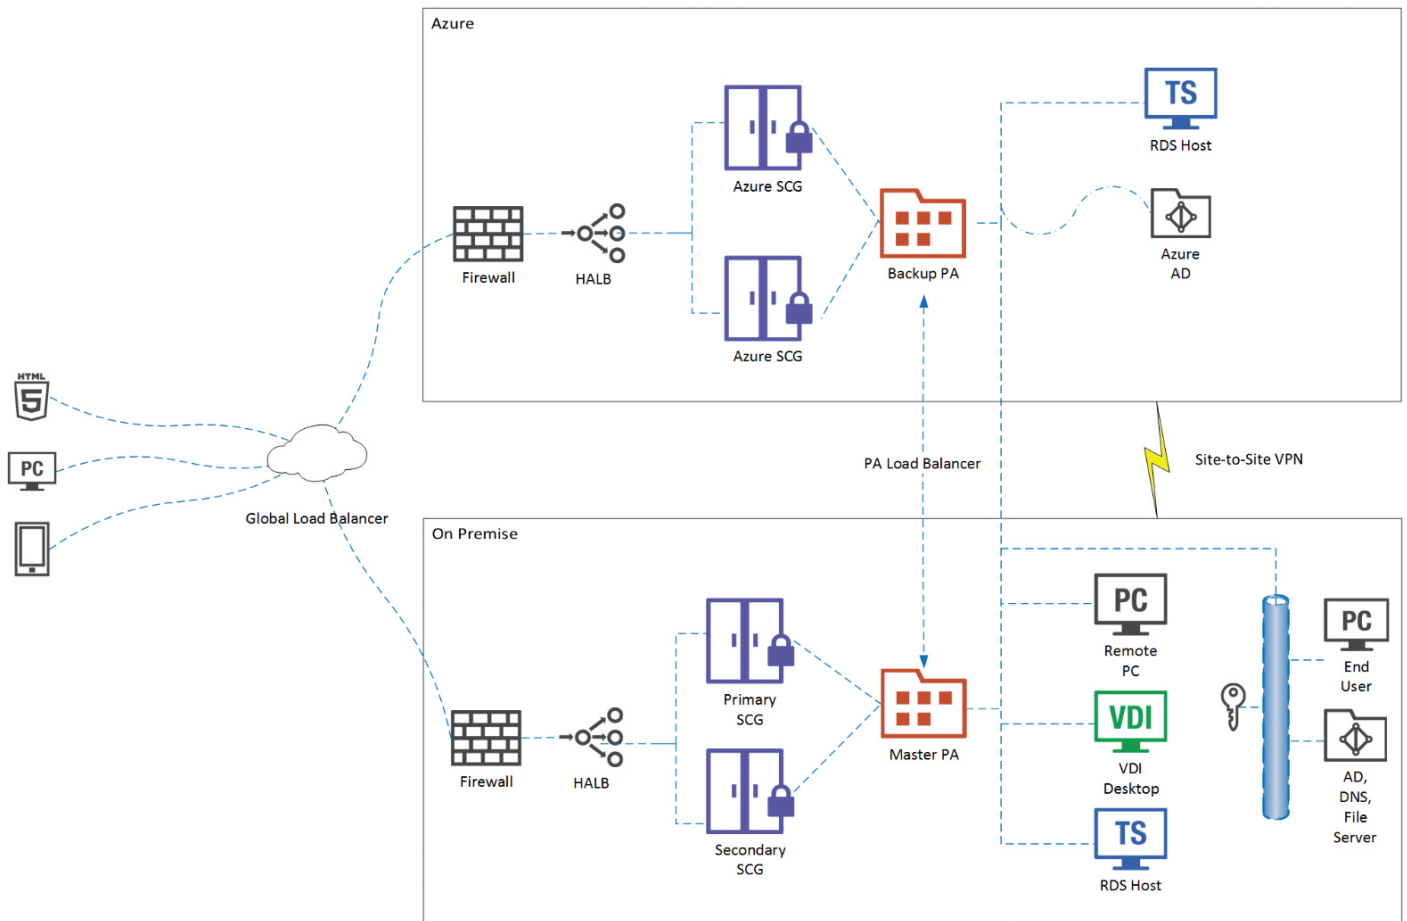 Azure
TS
RDS Host
Azure SCG
Azure
AD
Firewall
HALB
Backup PA
Azure SCG
HTML
5
PC
Global Load Balancer
PA Load Balancer
Site-to-Site VPN
On Premise
PC
Remote
PC
PC
End
User
Primary
SCG
VDI
VDI
Desktop
Master PA
Firewall
HALB
AD,
DNS,
File
Server
Secondary
SCG
TS
RDS Host